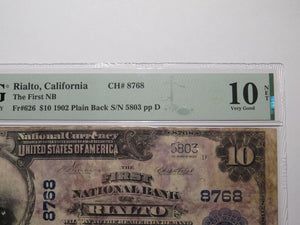 G
Rialto, California CH# 8768
The First NB
Fr#626 $10 1902 Plain Back S/N 5803 pp D
10
Very Good
National Currency
UNITED STATES OF AMERICA
5803
10
FIRST
NATIONAL BANK
OF
RIALTO
8768
8768